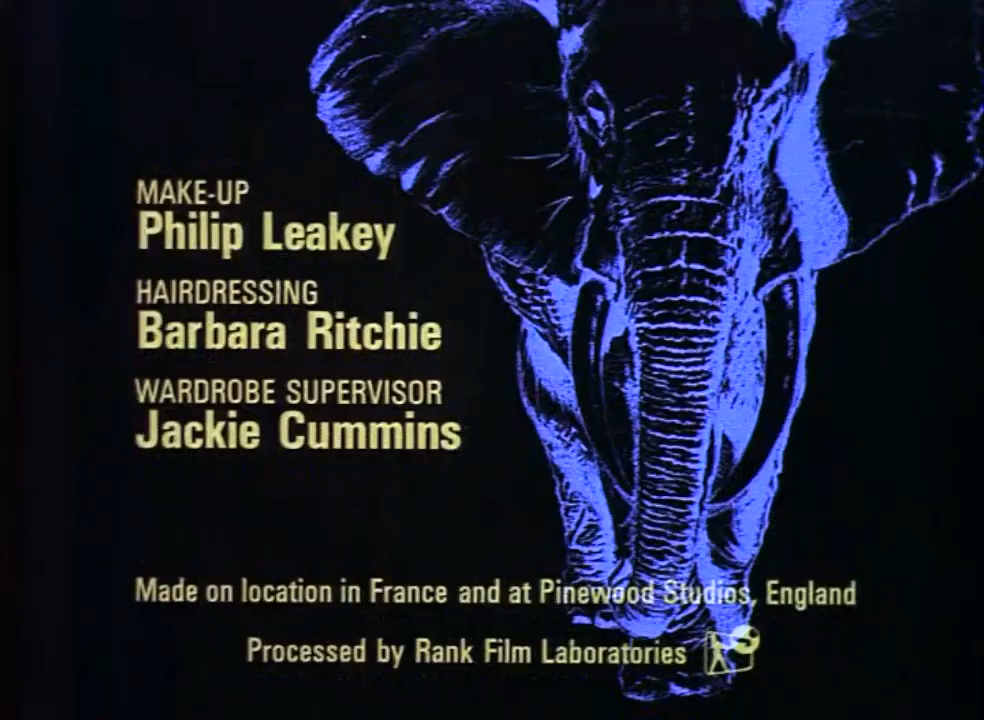 MAKE-UP
Philip Leakey
HAIRDRESSING
Barbara Ritchie
WARDROBE SUPERVISOR
Jackie Cummins
Made on location in France and at Pinewood Studios, England
Processed by Rank Film Laboratories